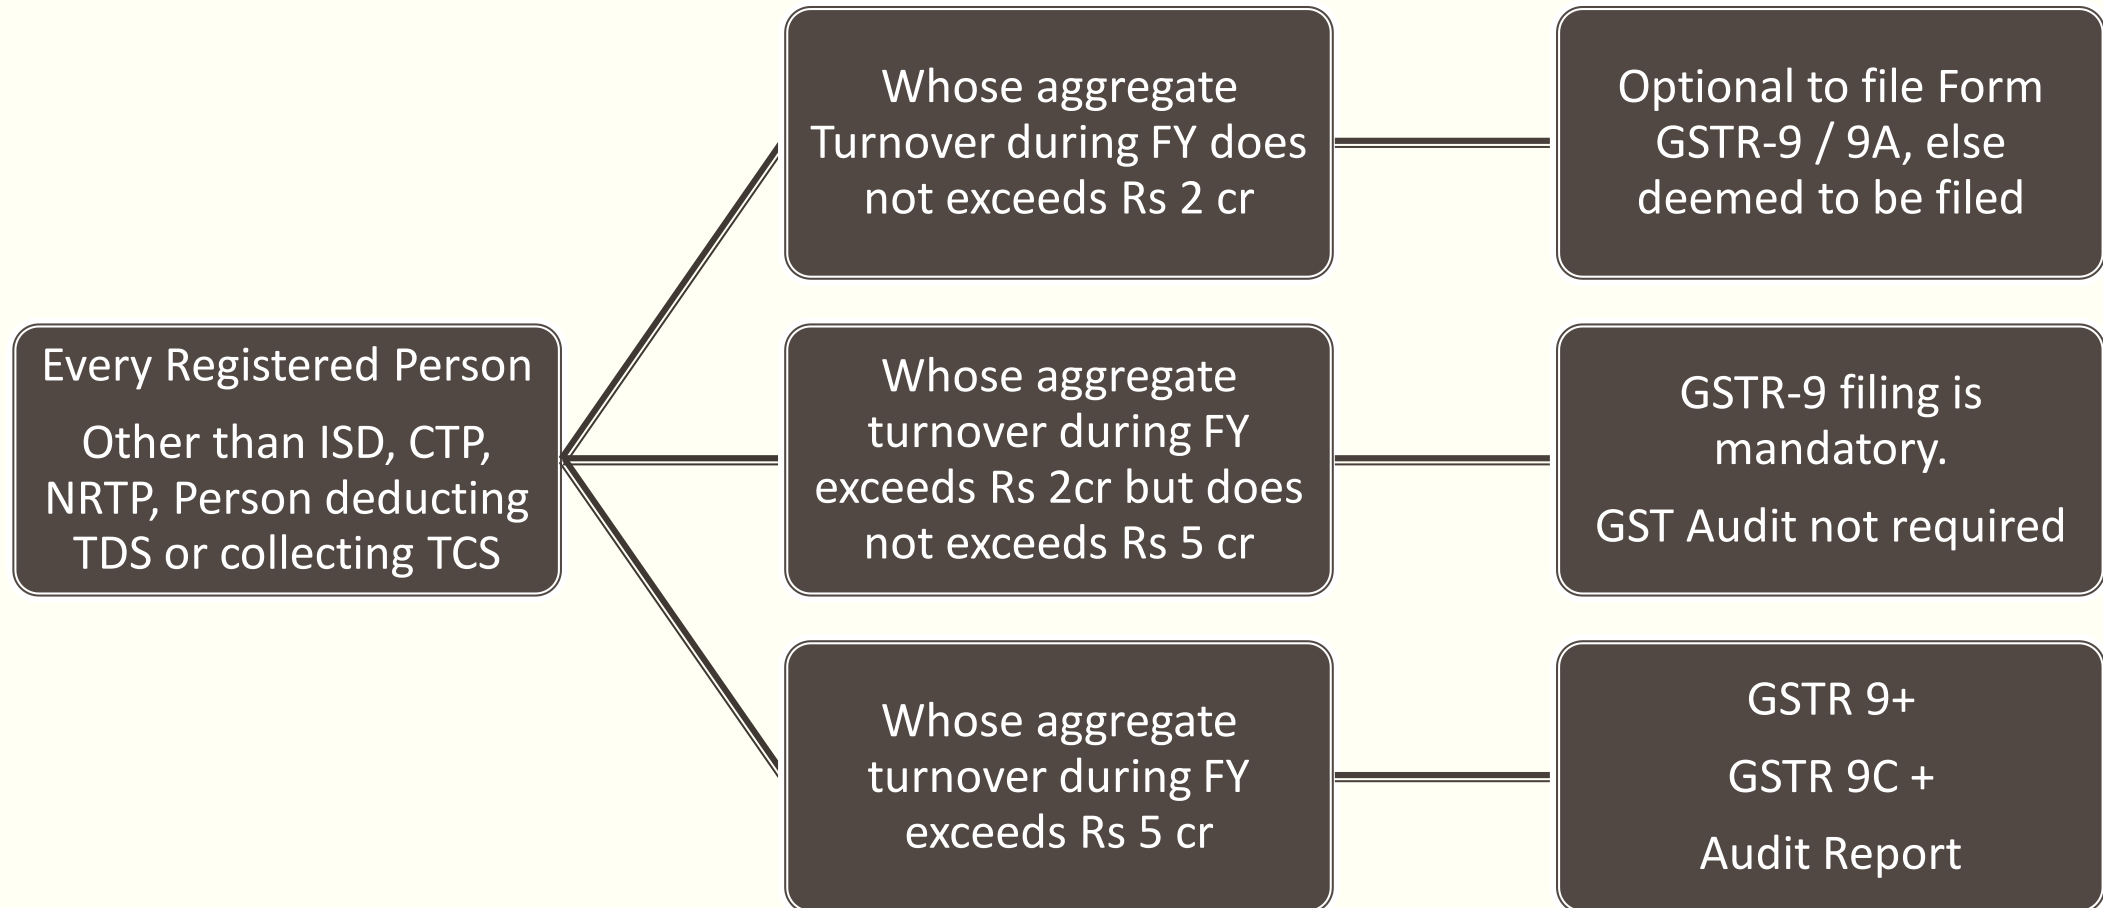 Every Registered Person
Other than ISD, CTP,
NRTP, Person deducting
TDS or collecting TCS
Whose aggregate
Turnover during FY does
not exceeds Rs 2 cr
Optional to file Form
GSTR-9 / 9A, else
deemed to be filed
Whose aggregate
turnover during FY
exceeds Rs 2cr but does
not exceeds Rs 5 cr
GSTR-9 filing is
mandatory.
GST Audit not required
Whose aggregate
turnover during FY
exceeds Rs 5 cr
GSTR 9+
GSTR 9C +
Audit Report